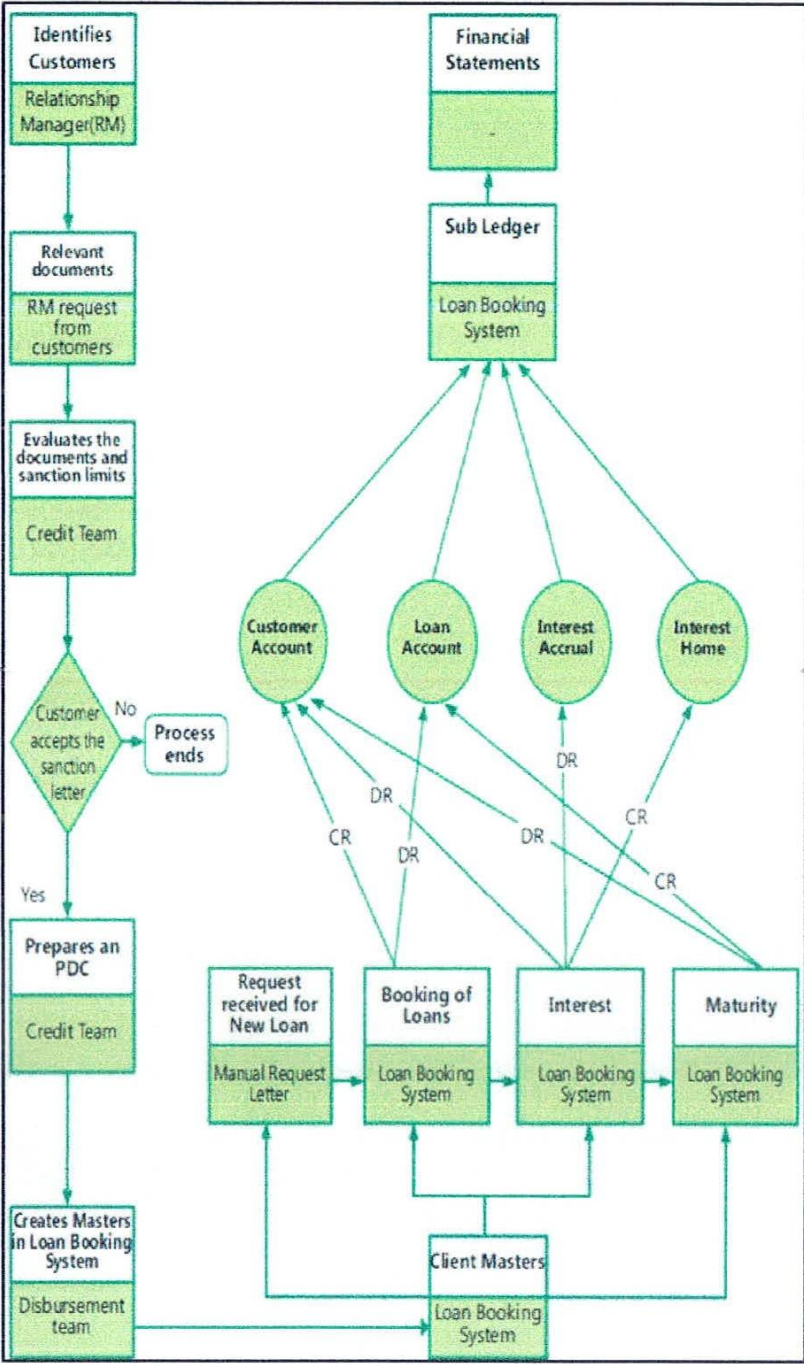 Identifies
Customers
Relationship
Manager(RM)
Relevant
documents
RM request
from
customers
Evaluates the
documents and
sanction limits
Credit Team
Customer
accepts the
sanction
letter
No
Process
ends
Yes
Prepares an
PDC
Credit Team
Creates Masters
in Loan Booking
System
Disbursement
team
Financial
Statements
-
Sub Ledger
Loan Booking
System
Customer
Account
Loan
Account
Interest
Accrual
Interest
Home
CR
DR
DR
DR
DR
CR
CR
Request
received for
New Loan
Manual Request
Letter
Booking of
Loans
Loan Booking
System
Interest
Loan Booking
System
Maturity
Loan Booking
System
Client Masters
Loan Booking
System